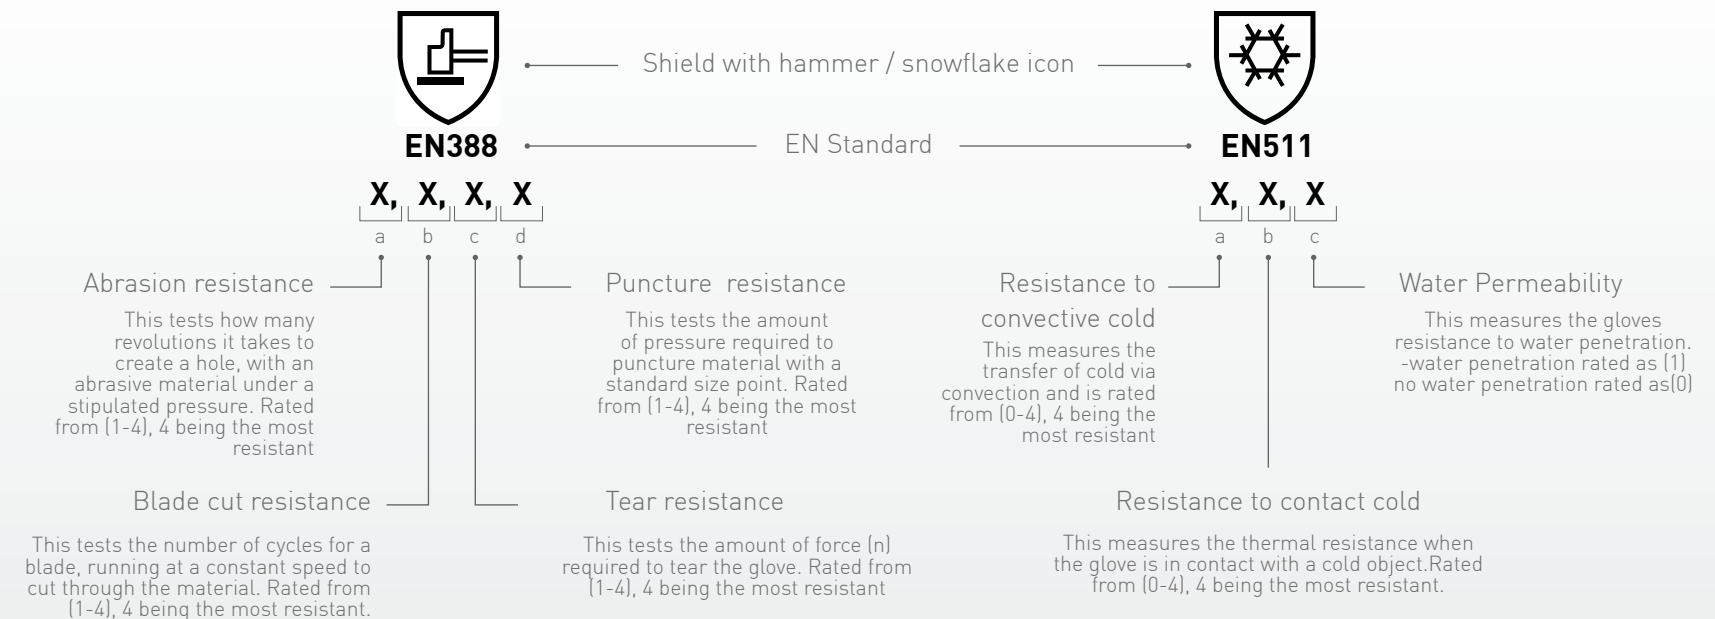 Shield with hammer / snowflake icon
EN388
EN Standard
EN511
X, X, X, X
a b c d
X, X, X
a b c
Abrasion resistance
This tests how many
revolutions it takes to
create a hole, with an
abrasive material under a
stipulated pressure. Rated
from (1-4), 4 being the most
resistant
Puncture  resistance
This tests the amount
of pressure required to
puncture material with a
standard size point. Rated
from (1-4), 4 being the most
resistant
Blade cut resistance
This tests the number of cycles for a
blade, running at a constant speed to
cut through the material. Rated from
(1-4), 4 being the most resistant.
Tear resistance
This tests the amount of force (n)
required to tear the glove. Rated from
(1-4), 4 being the most resistant
Resistance to
convective cold
This measures the
transfer of cold via
convection and is rated
from (0-4), 4 being the
most resistant
Water Permeability
This measures the gloves
resistance to water penetration.
-water penetration rated as (1)
no water penetration rated as(0)
Resistance to contact cold
This measures the thermal resistance when
the glove is in contact with a cold object.Rated
from (0-4), 4 being the most resistant.